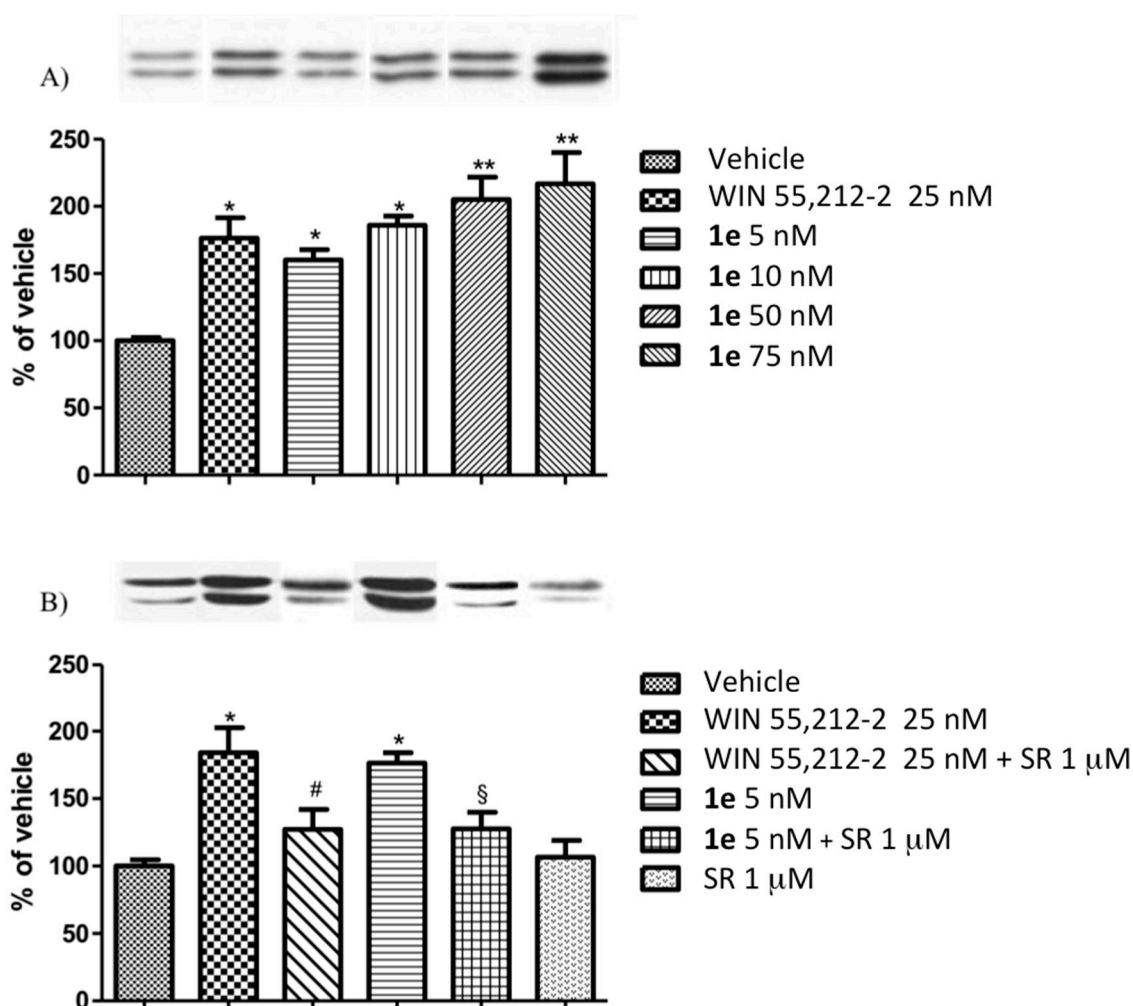 A)
250
200
150
100
50
0
% of vehicle
*
*
*
**
**
Vehicle
WIN 55,212-2 25 nM
1e 5 nM
1e 10 nM
1e 50 nM
1e 75 nM
B)
250
200
150
100
50
0
% of vehicle
*
#
*
§
Vehicle
WIN 55,212-2 25 nM
WIN 55,212-2 25 nM + SR 1 μM
1e 5 nM
1e 5 nM + SR 1 μM
SR 1 μM